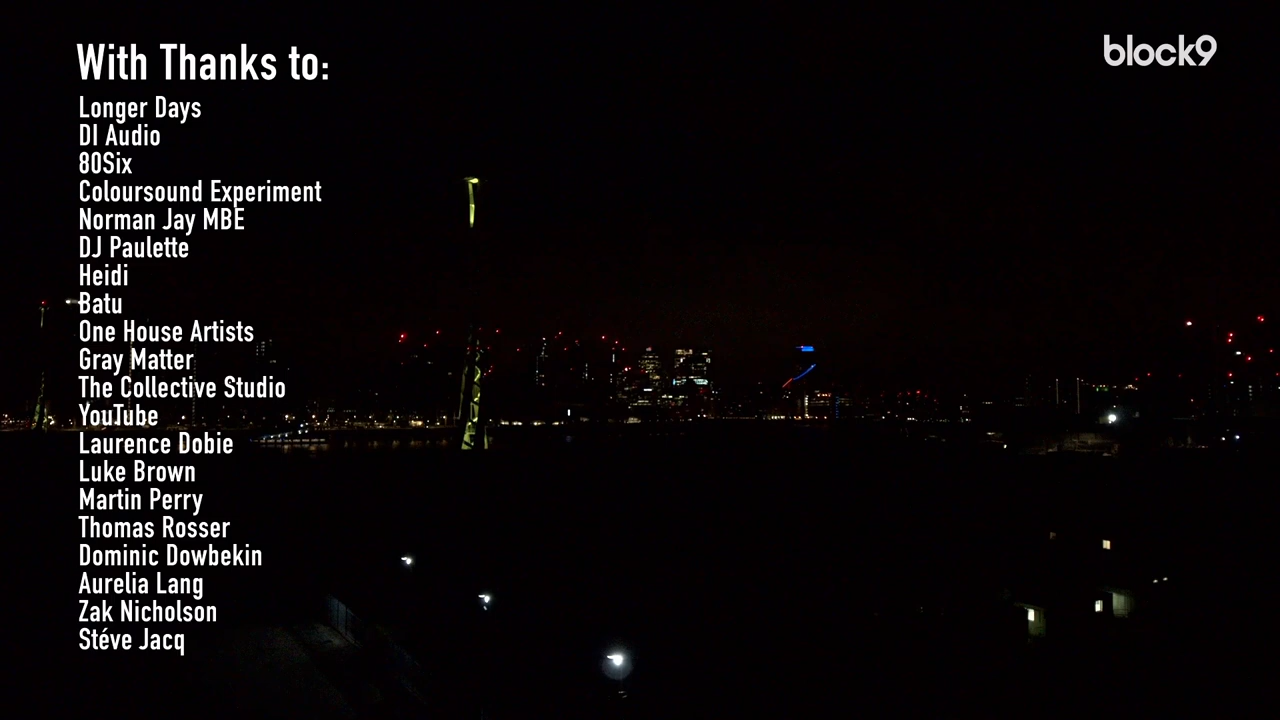 With Thanks to:
Longer Days
DI Audio
80Six
Coloursound Experiment
Norman Jay MBE
DJ Paulette
Heidi
Batu
One House Artists
Gray Matter
The Collective Studio
YouTube
Laurence Dobie
Luke Brown
Martin Perry
Thomas Rosser
Dominic Dowbekin
Aurelia Lang
Zak Nicholson
Stéve Jacq
block9